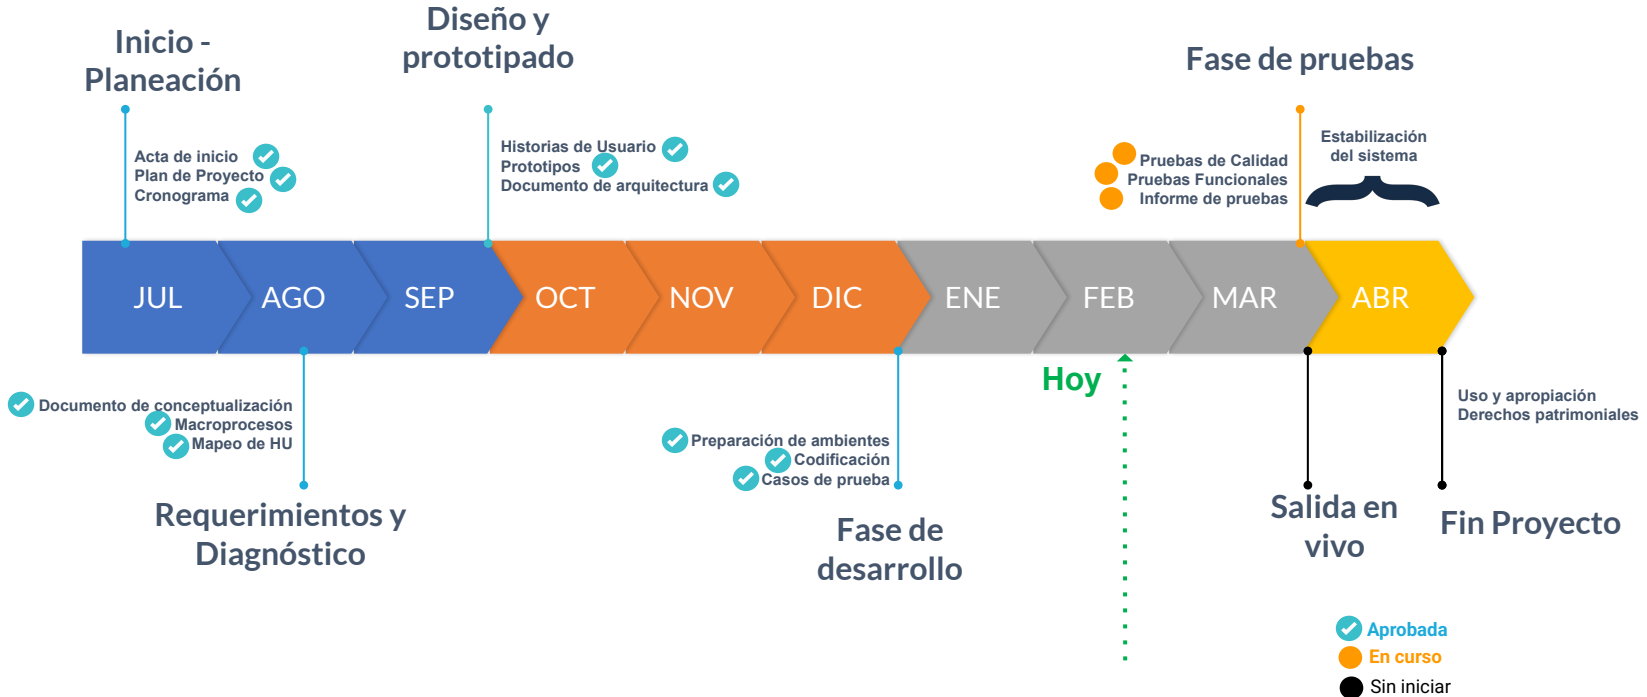 Inicio -
Planeación
Diseño y
prototipado
Fase de pruebas
Acta de inicio
Plan de Proyecto
Cronograma
Historias de Usuario
Prototipos
Documento de arquitectura
Pruebas de Calidad
Pruebas Funcionales
Informe de pruebas
Estabilización
del sistema
JUL
AGO
SEP
OCT
NOV
DIC
ENE
FEB
MAR
ABR
Hoy
Documento de conceptualización
Macroprocesos
Mapeo de HU
Requerimientos y
Diagnóstico
Preparación de ambientes
Codificación
Casos de prueba
Fase de
desarrollo
Salida en
vivo
Uso y apropiación
Derechos patrimoniales
Fin Proyecto
Aprobada
En curso
Sin iniciar